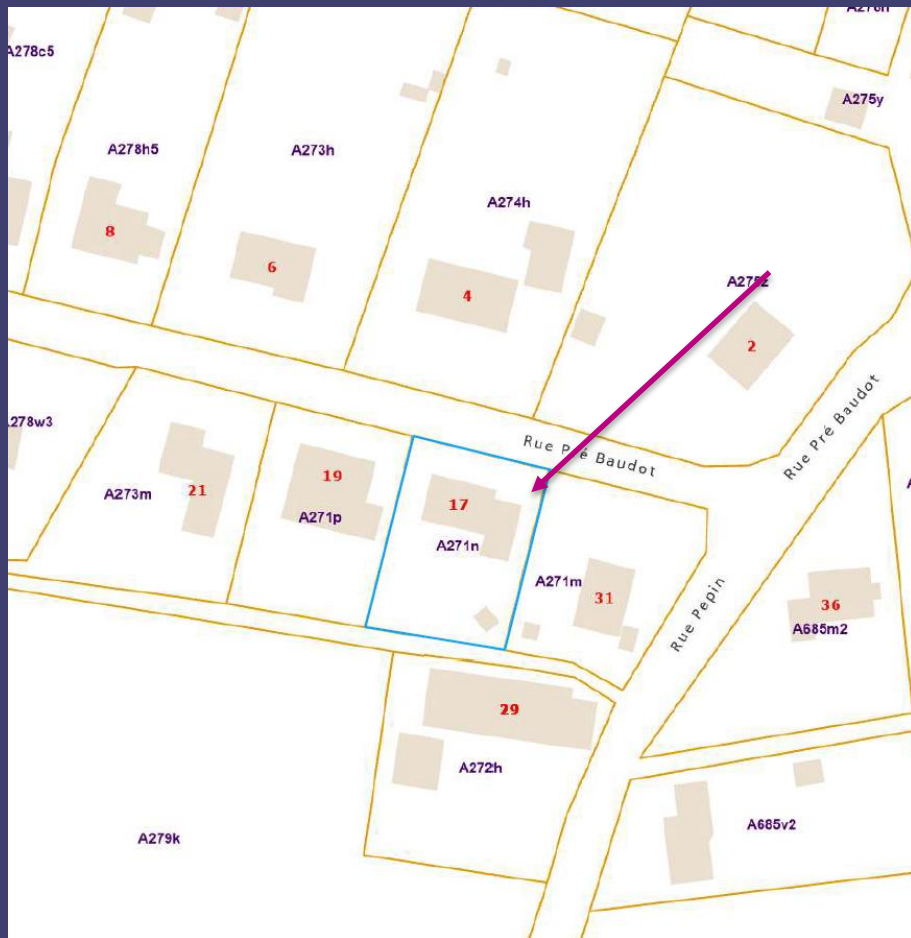 A278c5
A275y
A278h5
A273h
A274h
8
6
4
A275z
2
Rue Pré Baudot
Rue Pré Baudot
278w3
A273m
21
19
A271p
17
A271n
A271m
31
Rue Pepin
36
A685m2
29
A272h
A279k
A685v2